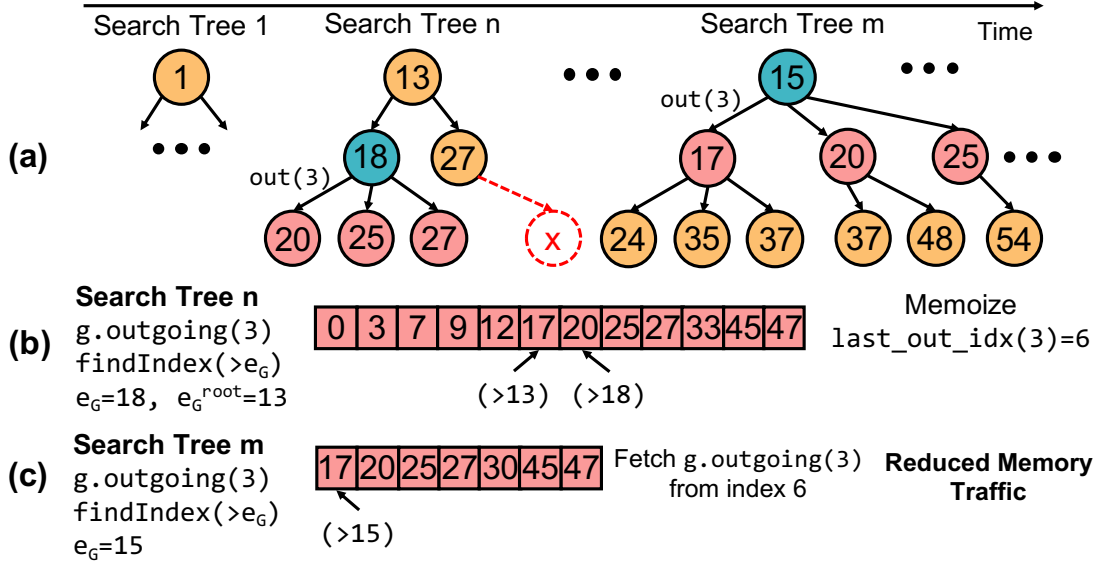 Search Tree 1
Search Tree n
Search Tree m
Time
1
13
15
out(3)
(a)
18
27
17
20
25
out(3)
20
25
27
x
24
35
37
37
48
54
Search Tree n
g.outgoing(3)
findIndex(>eG)
eG=18, eGroot=13
(b)
0 3 7 9 12 17 20 25 27 33 45 47
(>13) (>18)
Memoize
last_out_idx(3)=6
Search Tree m
g.outgoing(3)
findIndex(>eG)
eG=15
(c)
17 20 25 27 30 45 47
(>15)
Fetch g.outgoing(3)
from index 6
Reduced Memory
Traffic